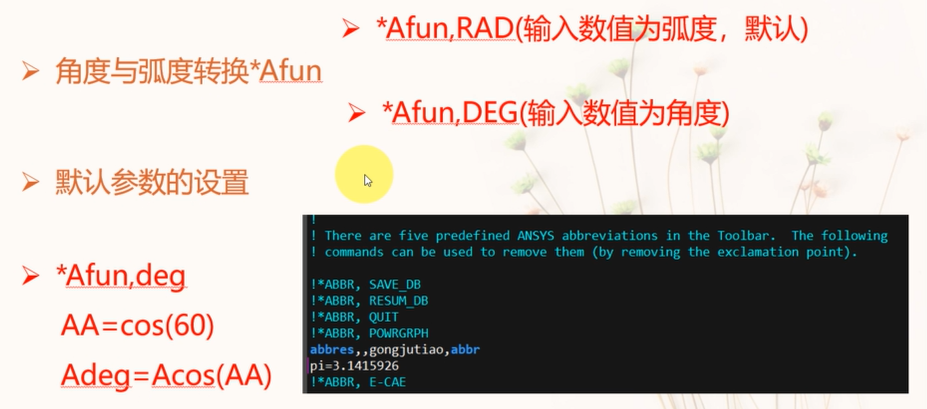 *Afun,RAD(输入数值为弧度，默认)
角度与弧度转换*Afun
*Afun,DEG(输入数值为角度)
默认参数的设置
*Afun,deg
AA=cos(60)
Adeg=Acos(AA)
!
! There are five predefined ANSYS abbreviations in the Toolbar.  The following
! commands can be used to remove them (by removing the exclamation point).
!*ABBR, SAVE_DB
!*ABBR, RESUM_DB
!*ABBR, QUIT
!*ABBR, POWRGRPH
abbres,,gongjutiao,abbr
pi=3.1415926
!*ABBR, E-CAE